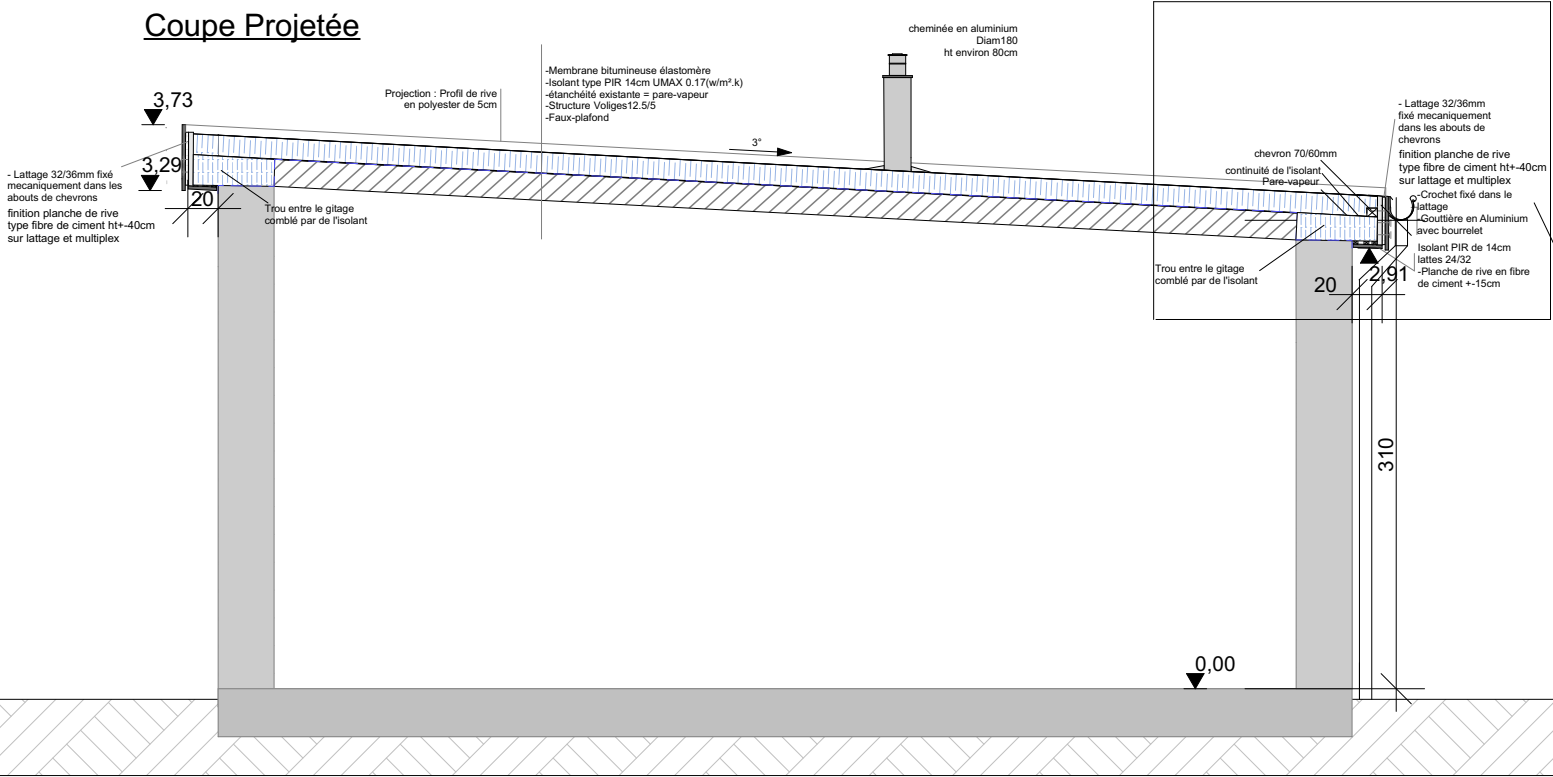 Coupe Projetée
cheminée en aluminium
Diam180
ht environ 80cm
-Membrane bitumineuse élastomère
-Isolant type PIR 14cm UMAX 0.17(w/m².k)
-étanchéité existante = pare-vapeur
-Structure Voliges12.5/5
-Faux-plafond
Projection : Profil de rive
en polyester de 5cm
3,73
3,29
20
- Lattage 32/36mm fixé
mecaniquement dans les
abouts de chevrons
finition planche de rive
type fibre de ciment ht+-40cm
sur lattage et multiplex
Trou entre le gitage
comblé par de l'isolant
3°
chevron 70/60mm
continuité de l'isolant
Pare-vapeur
- Lattage 32/36mm
fixé mecaniquement
dans les abouts de
chevrons
finition planche de rive
type fibre de ciment ht+-40cm
sur lattage et multiplex
-Crochet fixé dans le
lattage
-Gouttière en Aluminium
avec bourrelet
Isolant PIR de 14cm
lattes 24/32
-Planche de rive en fibre
de ciment +-15cm
Trou entre le gitage
comblé par de l'isolant
20
2,91
310
0,00